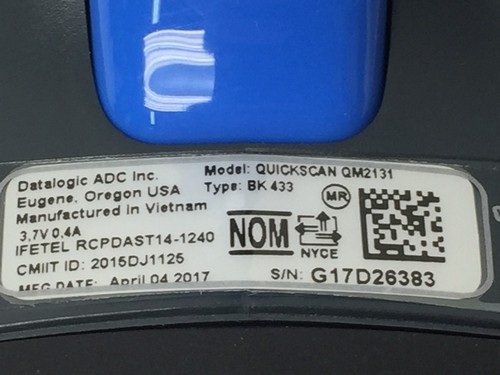 Datalogic ADC Inc.
Eugene, Oregon USA
Manufactured in Vietnam
3,7V 0,4A
IFETEL RCPDAST14-1240
CMIIT ID: 2015DJ1125
MFG DATE: April 04 2017
Model: QUICKSCAN QM2131
Type: BK 433
MR
NOM
NYCE
S/N: G17D26383